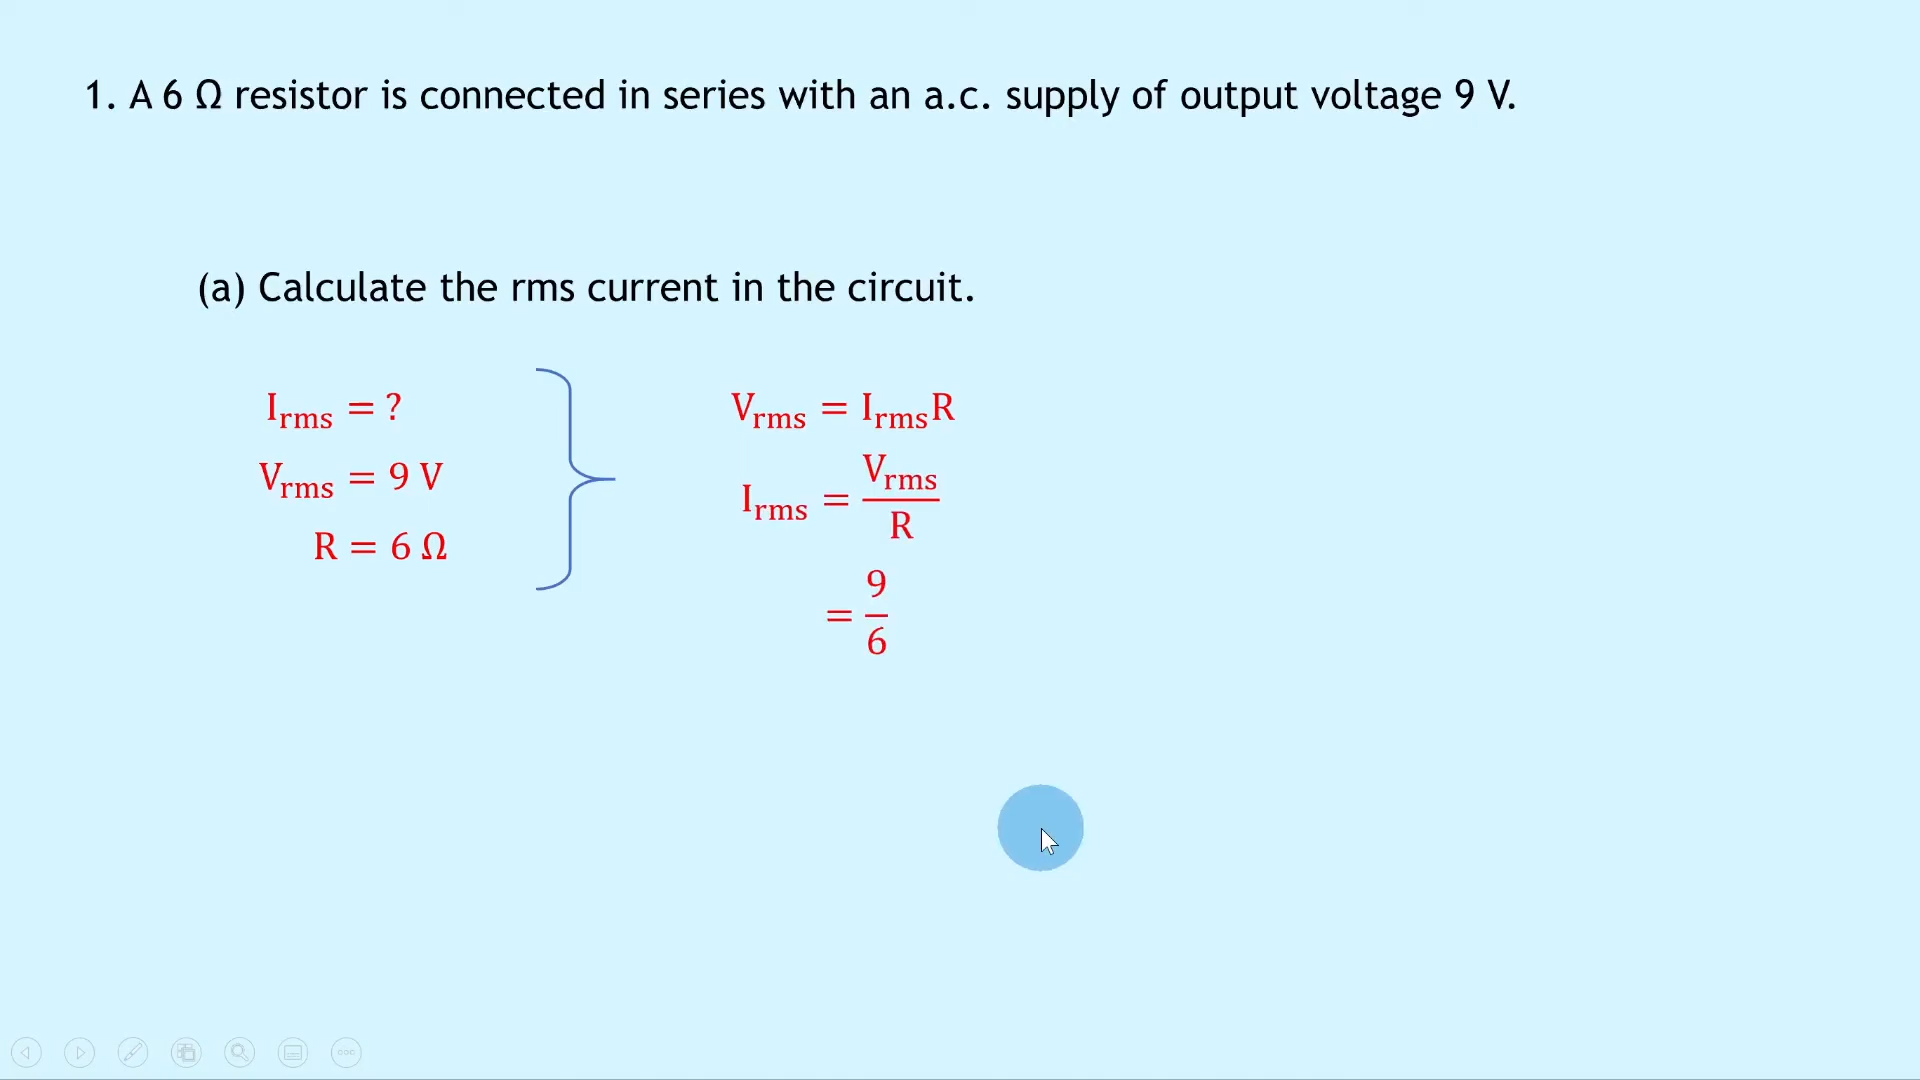 1. A 6 Ω resistor is connected in series with an a.c. supply of output voltage 9 V.
(a) Calculate the rms current in the circuit.
I_rms = ?
V_rms = 9 V
R = 6 Ω
V_rms = I_rms R
I_rms = V_rms / R
= 9 / 6